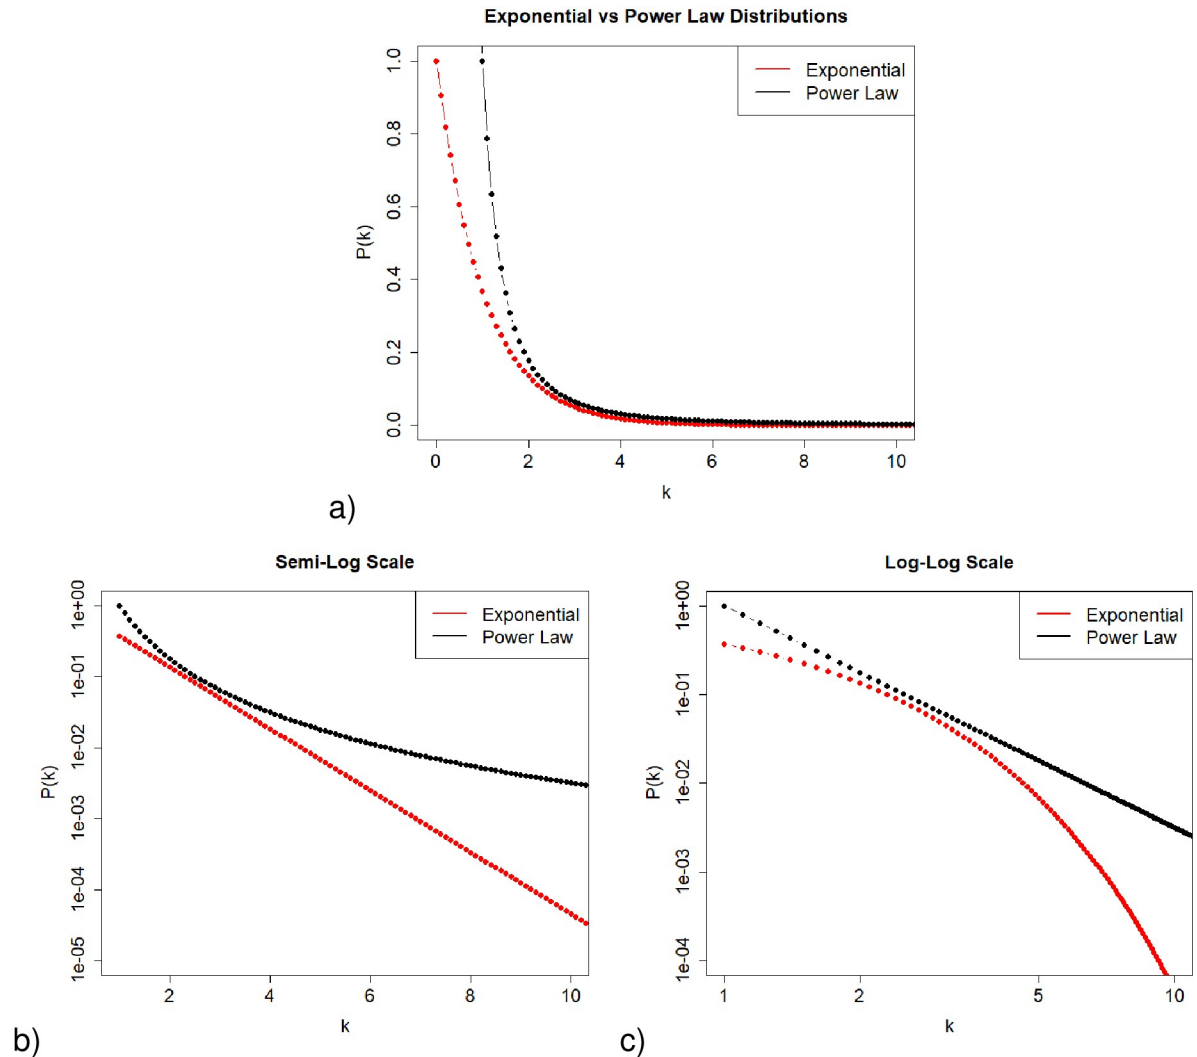 Exponential vs Power Law Distributions
Exponential
Power Law
P(k)
0.0 0.2 0.4 0.6 0.8 1.0
0 2 4 6 8 10
k
a)
Semi-Log Scale
Exponential
Power Law
P(k)
1e-05 1e-04 1e-03 1e-02 1e-01 1e+00
2 4 6 8 10
k
b)
Log-Log Scale
Exponential
Power Law
P(k)
1e-04 1e-03 1e-02 1e-01 1e+00
1 2 5 10
k
c)